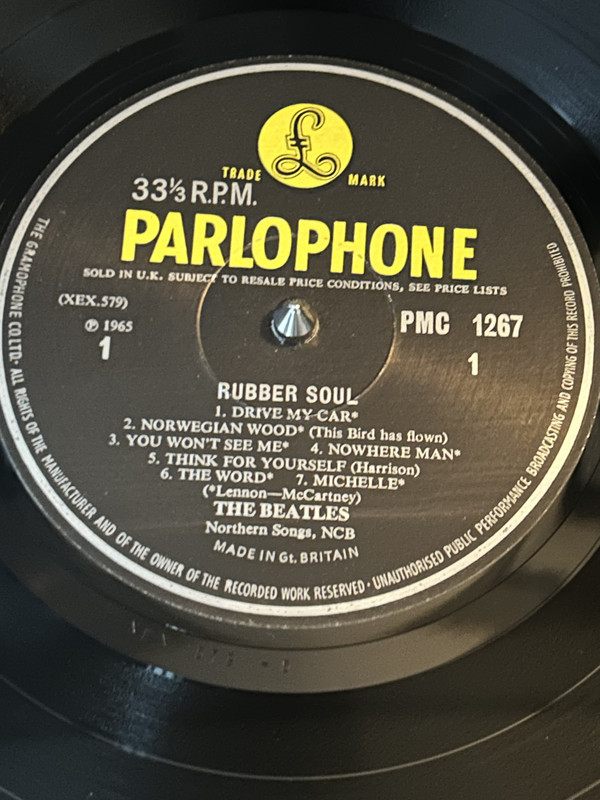 £
TRADE MARK
33⅓ R.P.M.
PARLOPHONE
SOLD IN U.K. SUBJECT TO RESALE PRICE CONDITIONS, SEE PRICE LISTS
(XEX.579)
℗ 1965
1
PMC 1267
1
RUBBER SOUL
1. DRIVE MY CAR*
2. NORWEGIAN WOOD* (This Bird has flown)
3. YOU WON'T SEE ME* 4. NOWHERE MAN*
5. THINK FOR YOURSELF (Harrison)
6. THE WORD* 7. MICHELLE*
(*Lennon—McCartney)
THE BEATLES
Northern Songs, NCB
MADE IN Gt. BRITAIN
THE GRAMOPHONE CO. LTD. ALL RIGHTS OF THE MANUFACTURER AND OF THE OWNER OF THE RECORDED WORK RESERVED · UNAUTHORISED PUBLIC PERFORMANCE BROADCASTING AND COPYING OF THIS RECORD PROHIBITED